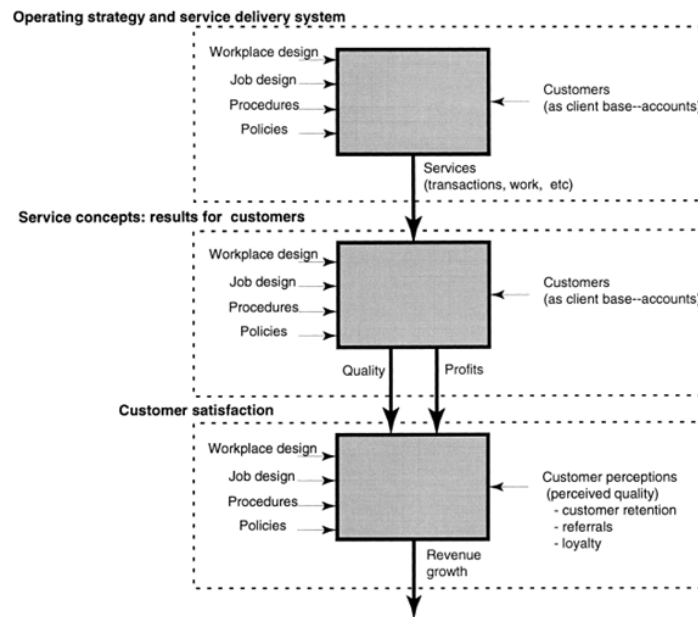 Operating strategy and service delivery system
Workplace design
Job design
Procedures
Policies
Customers
(as client base--accounts)
Services
(transactions, work, etc)
Service concepts: results for customers
Workplace design
Job design
Procedures
Policies
Customers
(as client base--accounts)
Quality
Profits
Customer satisfaction
Workplace design
Job design
Procedures
Policies
Customer perceptions
(perceived quality)
- customer retention
- referrals
- loyalty
Revenue
growth